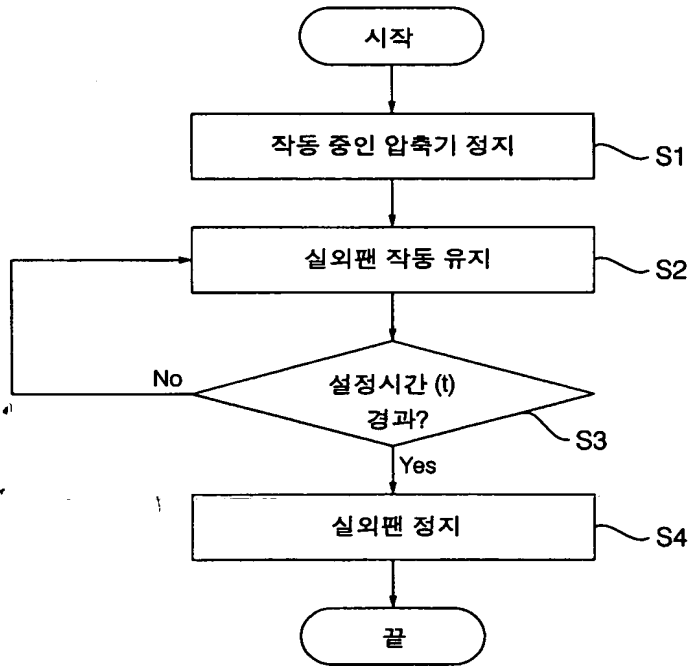 시작
작동 중인 압축기 정지
S1
실외팬 작동 유지
S2
No
설정시간 (t)
경과?
S3
Yes
실외팬 정지
S4
끝